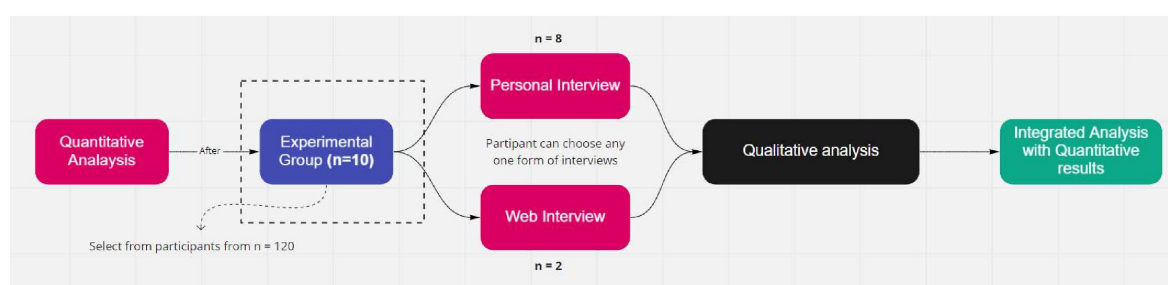 n = 8
Personal Interview
Quantitative
Analaysis
After
Experimental
Group (n=10)
Partipant can choose any
one form of interviews
Qualitative analysis
Integrated Analysis
with Quantitative
results
Web Interview
Select from participants from n = 120
n = 2